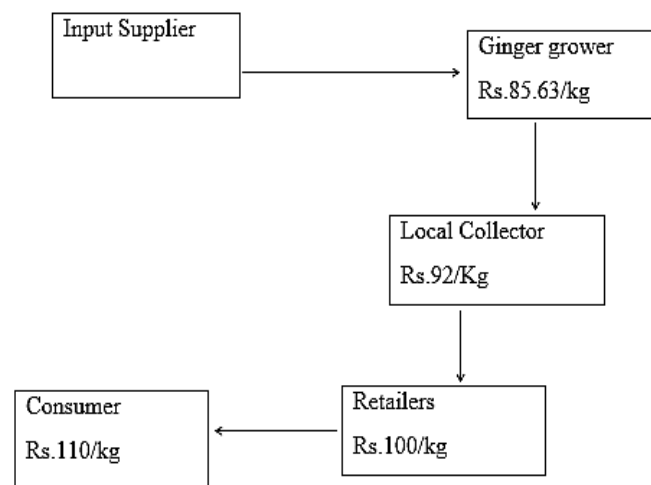 Input Supplier
Ginger grower
Rs.85.63/kg
Local Collector
Rs.92/Kg
Retailers
Rs.100/kg
Consumer
Rs.110/kg